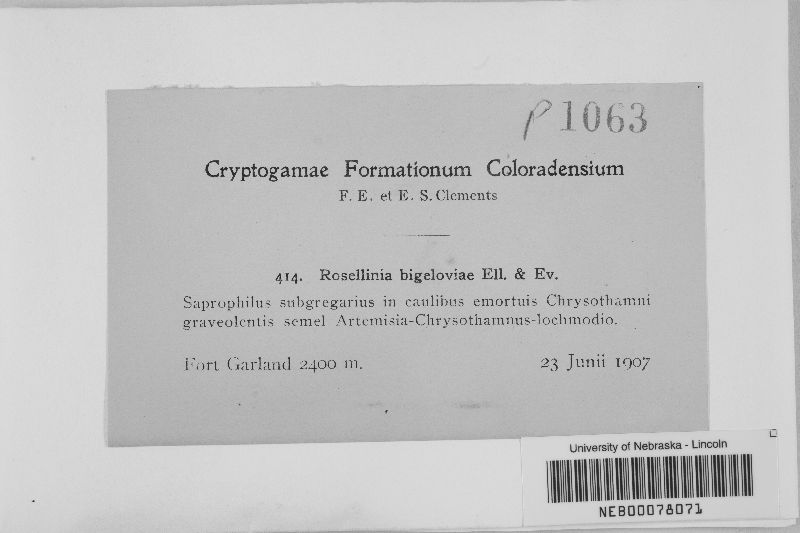 P 1063
Cryptogamae Formationum Coloradensium
F. E. et E. S. Clements
414. Rosellinia bigeloviae Ell. & Ev.
Saprophilus subgregarius in caulibus emortuis Chrysothamni
graveolentis semel Artemisia-Chrysothamnus-lochmodio.
Fort Garland 2400 m. 23 Junii 1907
University of Nebraska - Lincoln
NEB00078071